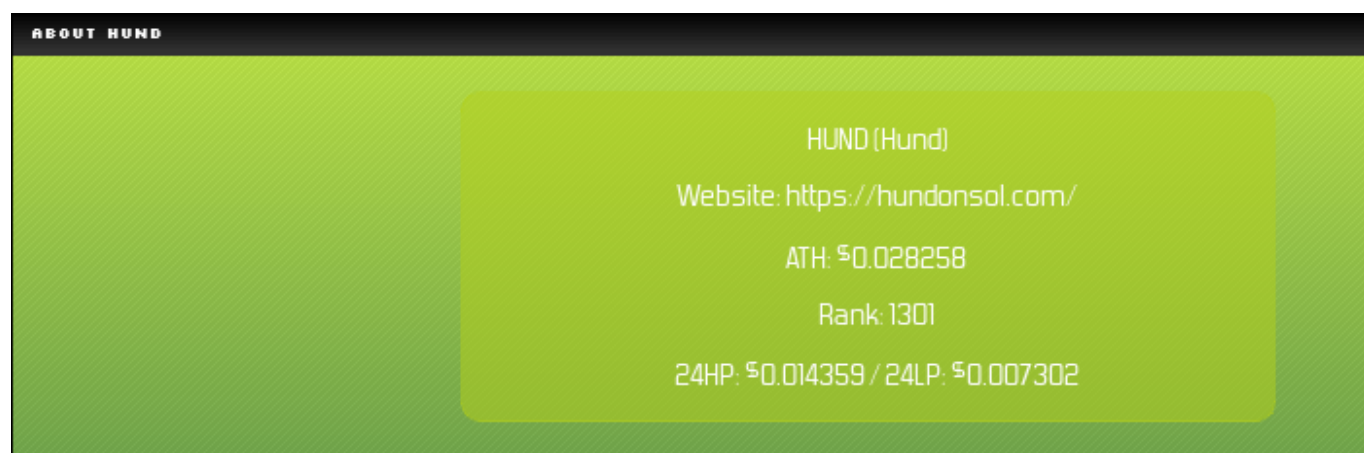 ABOUT HUND
HUND (Hund)
Website: https://hundonsol.com/
ATH: $0.028258
Rank: 1301
24HP: $0.014359 / 24LP: $0.007302